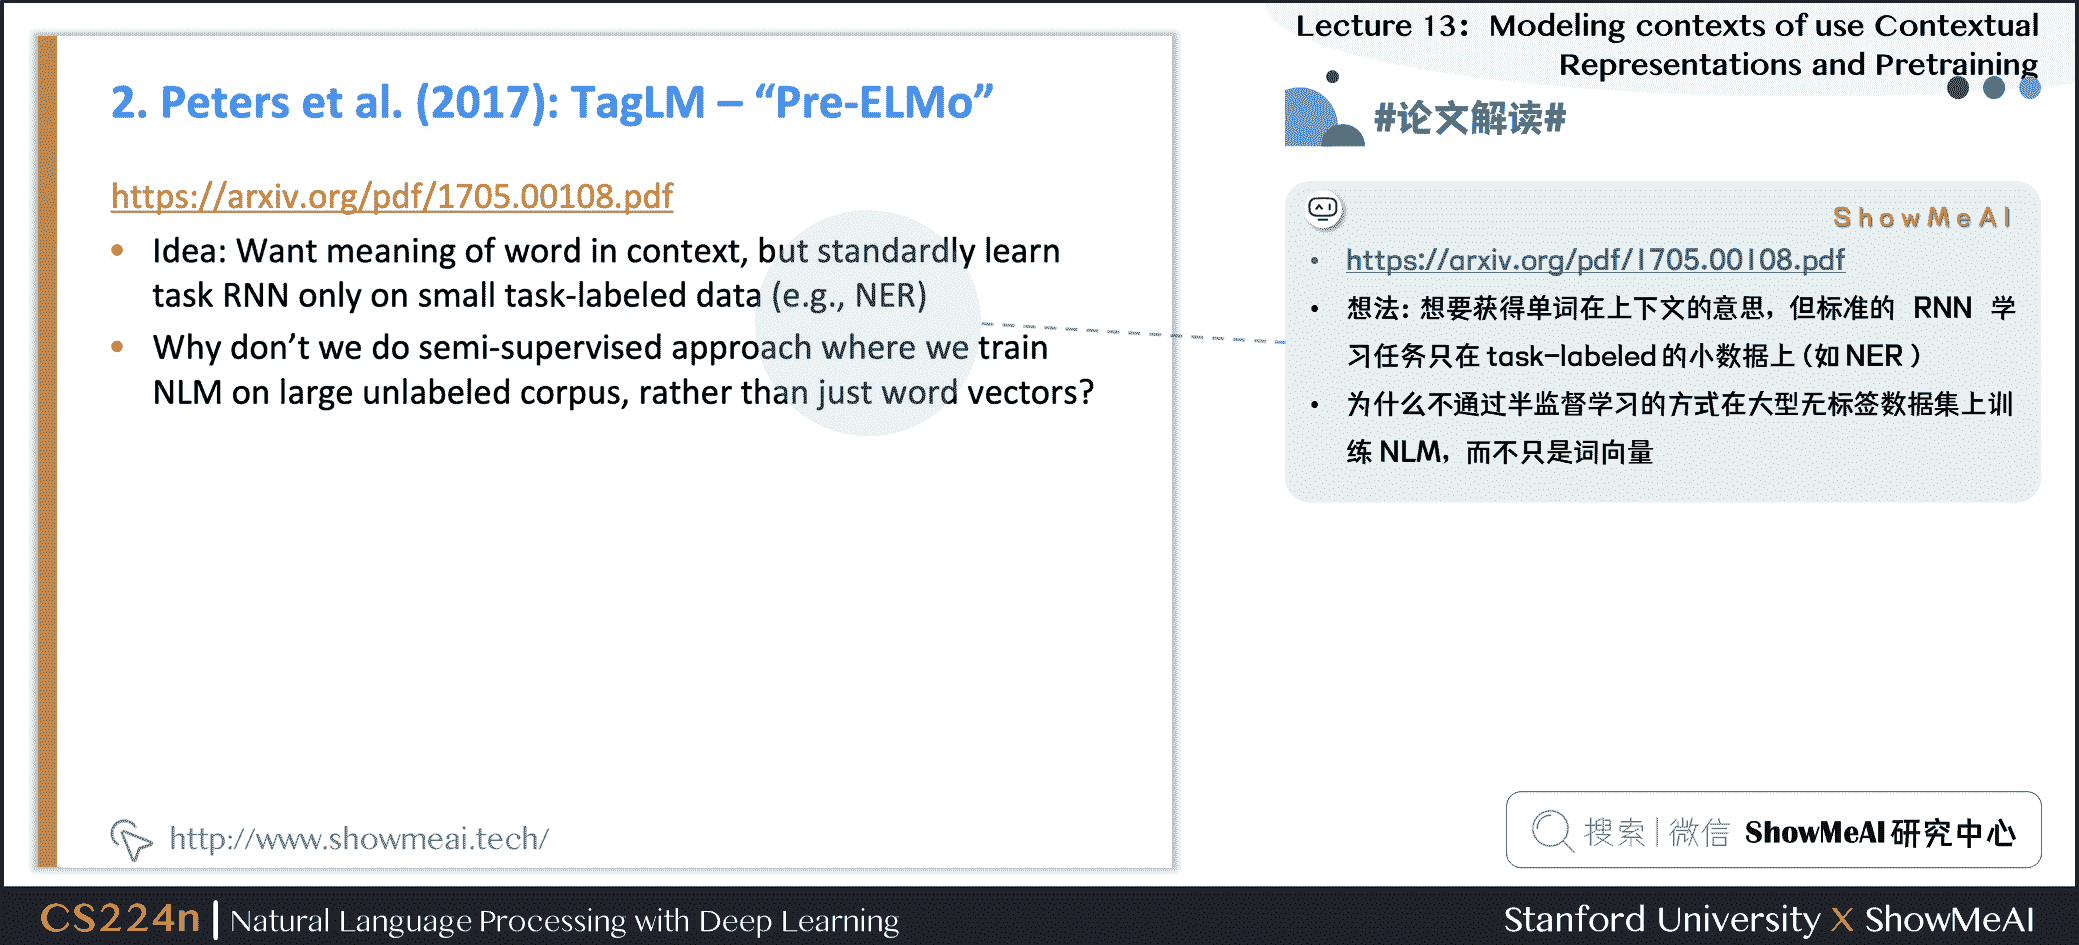 Lecture 13: Modeling contexts of use Contextual
Representations and Pretraining
2. Peters et al. (2017): TagLM – “Pre-ELMo”
https://arxiv.org/pdf/1705.00108.pdf
• Idea: Want meaning of word in context, but standardly learn
task RNN only on small task-labeled data (e.g., NER)
• Why don’t we do semi-supervised approach where we train
NLM on large unlabeled corpus, rather than just word vectors?
http://www.showmeai.tech/
#论文解读#
ShowMeAI
• https://arxiv.org/pdf/1705.00108.pdf
• 想法: 想要获得单词在上下文的意思, 但标准的 RNN 学
习任务只在 task-labeled 的小数据上 (如 NER )
• 为什么不通过半监督学习的方式在大型无标签数据集上训
练 NLM, 而不只是词向量
搜索 | 微信 ShowMeAI 研究中心
CS224n | Natural Language Processing with Deep Learning
Stanford University X ShowMeAI